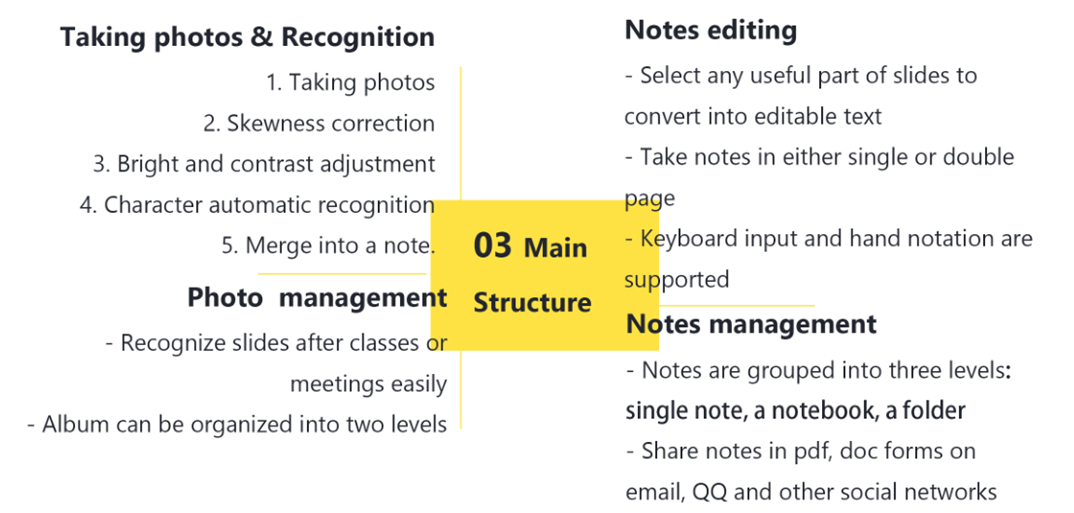 Taking photos & Recognition
1. Taking photos
2. Skewness correction
3. Bright and contrast adjustment
4. Character automatic recognition
5. Merge into a note.
Photo management
- Recognize slides after classes or
meetings easily
- Album can be organized into two levels
03 Main
Structure
Notes editing
- Select any useful part of slides to
convert into editable text
- Take notes in either single or double
page
- Keyboard input and hand notation are
supported
Notes management
- Notes are grouped into three levels:
single note, a notebook, a folder
- Share notes in pdf, doc forms on
email, QQ and other social networks